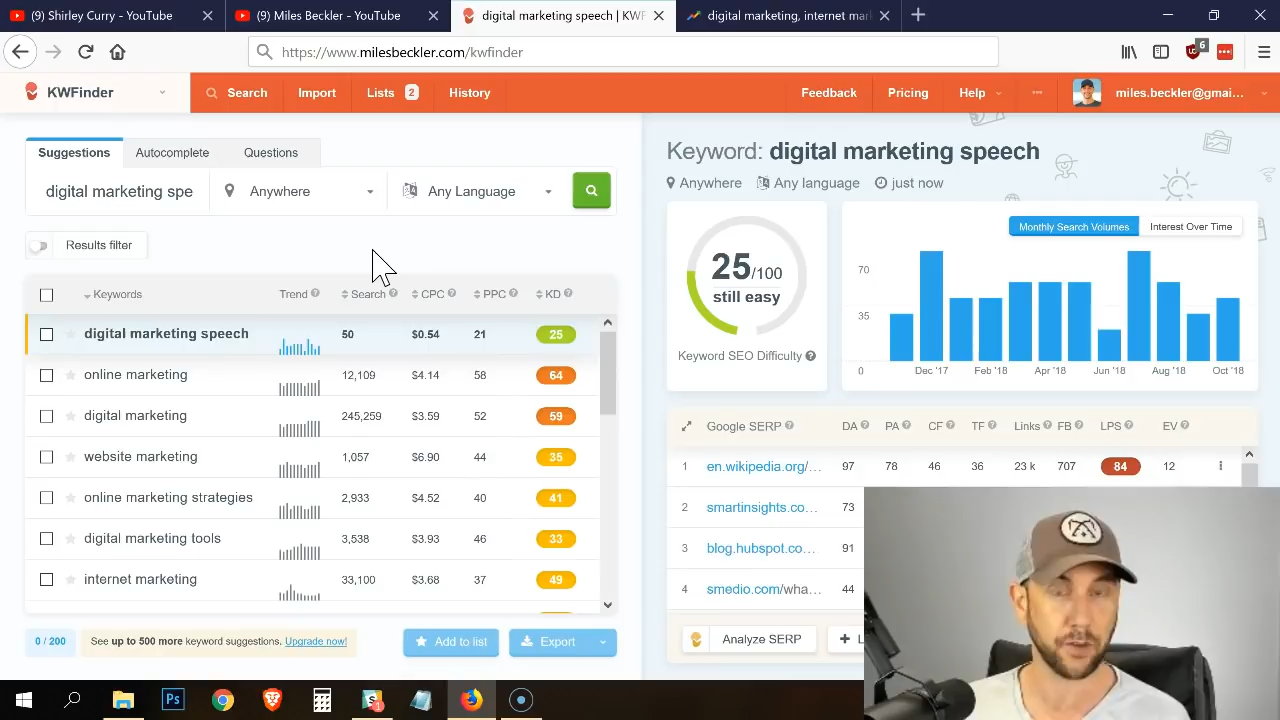 (9) Shirley Curry - YouTube
(9) Miles Beckler - YouTube
digital marketing speech | KWF
digital marketing, internet mar
https://www.milesbeckler.com/kwfinder
6
KWFinder
Search
Import
Lists 2
History
Feedback
Pricing
Help
miles.beckler@gmai...
Suggestions
Autocomplete
Questions
digital marketing spe
Anywhere
Any Language
Results filter
Keywords Trend Search CPC PPC KD
digital marketing speech 50 $0.54 21 25
online marketing 12,109 $4.14 58 64
digital marketing 245,259 $3.59 52 59
website marketing 1,057 $6.90 44 35
online marketing strategies 2,933 $4.52 40 41
digital marketing tools 3,538 $3.93 46 33
internet marketing 33,100 $3.68 37 49
0 / 200
See up to 500 more keyword suggestions. Upgrade now!
Add to list
Export
Keyword: digital marketing speech
Anywhere Any language just now
25/100
still easy
Keyword SEO Difficulty
Monthly Search Volumes
Interest Over Time
70
35
0
Dec '17 Feb '18 Apr '18 Jun '18 Aug '18 Oct '18
Google SERP DA PA CF TF Links FB LPS EV
1 en.wikipedia.org/... 97 78 46 36 23 k 707 84 12
2 smartinsights.co... 73
3 blog.hubspot.co... 91
4 smedio.com/wha... 44
Analyze SERP
L
Ps